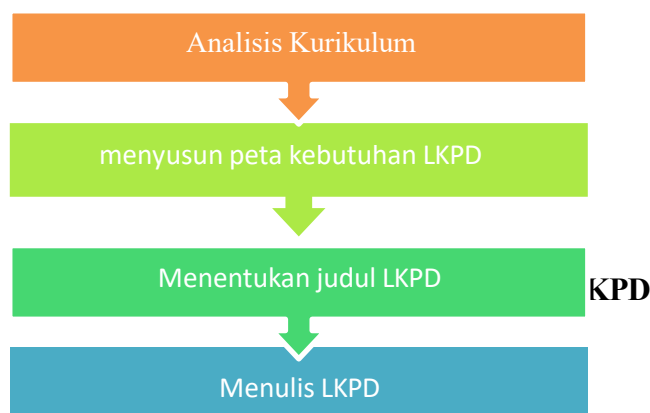 Analisis Kurikulum
menyusun peta kebutuhan LKPD
Menentukan judul LKPD
KPD
Menulis LKPD